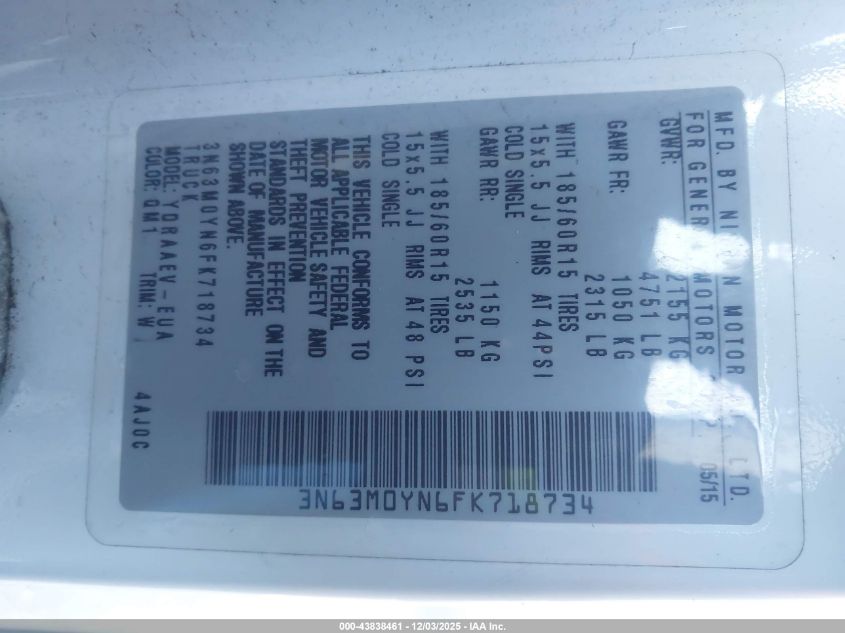 MFD. BY NI N MOTOR LTD.
FOR GENER MOTORS 05/15
GVWR: 2155 KG
4751 LB
GAWR FR: 1050 KG
2315 LB
WITH 185/60R15 TIRES
15x5.5 JJ RIMS AT 44PSI
COLD SINGLE
GAWR RR: 1150 KG
2535 LB
WITH 185/60R15 TIRES
15x5.5 JJ RIMS AT 48 PSI
COLD SINGLE
THIS VEHICLE CONFORMS TO
ALL APPLICABLE FEDERAL
MOTOR VEHICLE SAFETY AND
THEFT PREVENTION
STANDARDS IN EFFECT ON THE
DATE OF MANUFACTURE
SHOWN ABOVE.
3N63M0YN6FK718734
TRUCK
MODEL: YDRAAEV-EUA
COLOR: QM1 TRIM: W
4AJ0C
3N63M0YN6FK718734
000-43838461 - 12/03/2025 - IAA Inc.